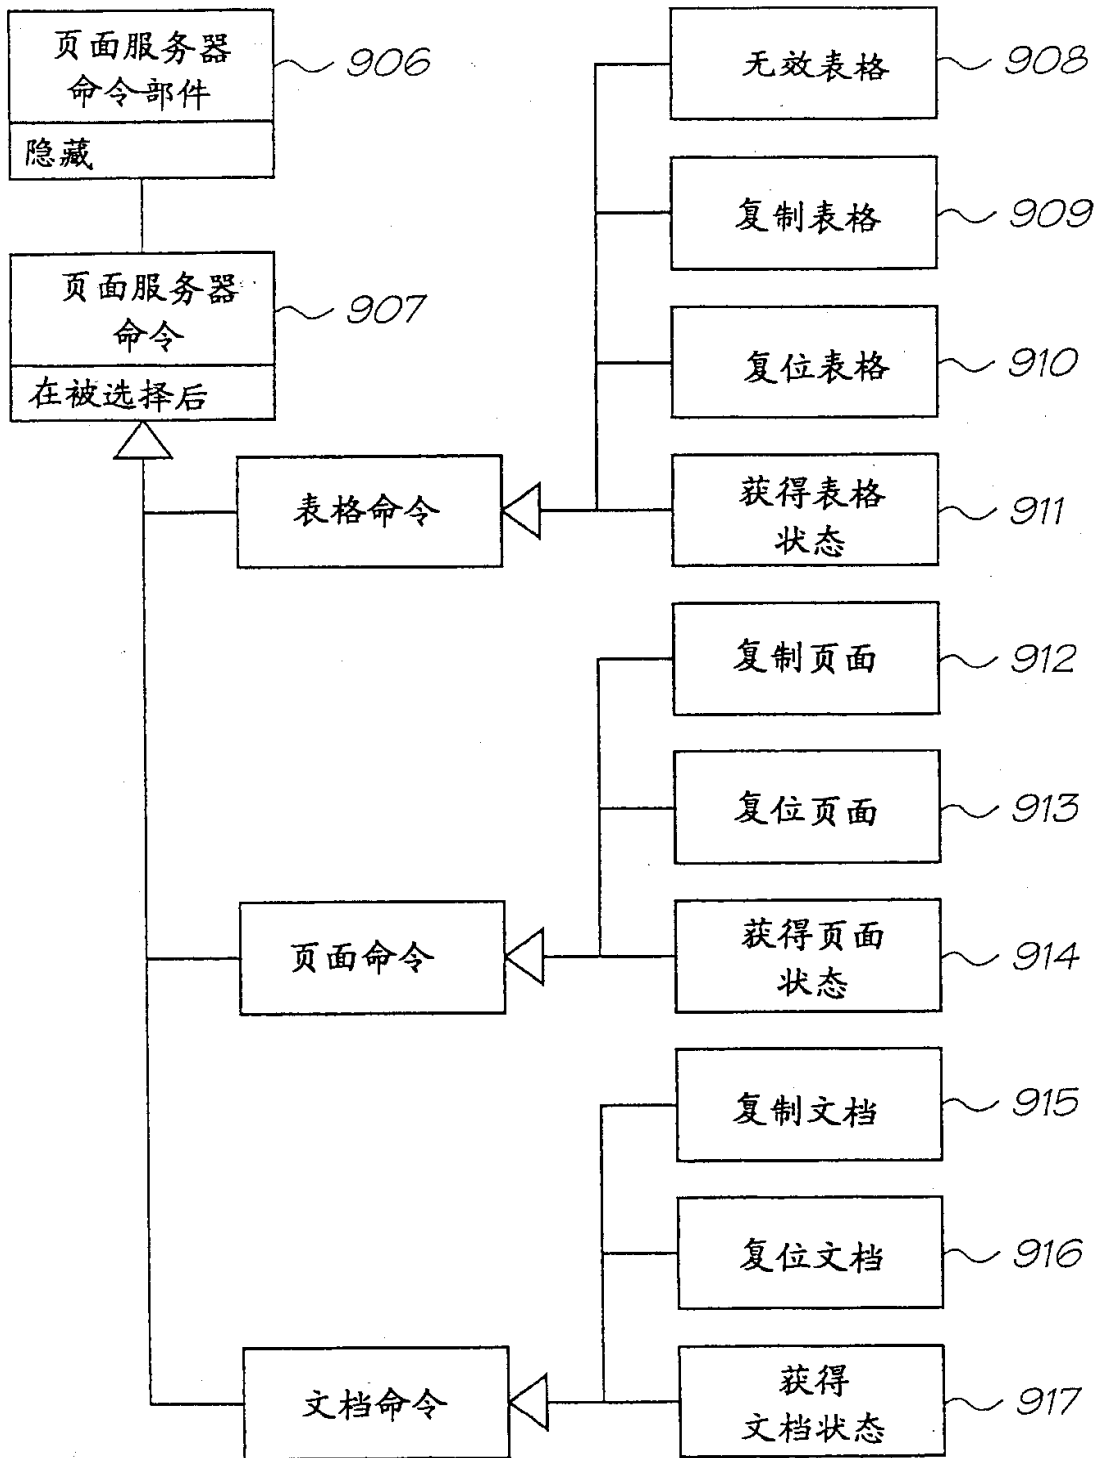 页面服务器
命令部件
906
隐藏
页面服务器
命令
907
在被选择后
无效表格
908
复制表格
909
复位表格
910
表格命令
获得表格
状态
911
复制页面
912
复位页面
913
页面命令
获得页面
状态
914
复制文档
915
复位文档
916
文档命令
获得
文档状态
917